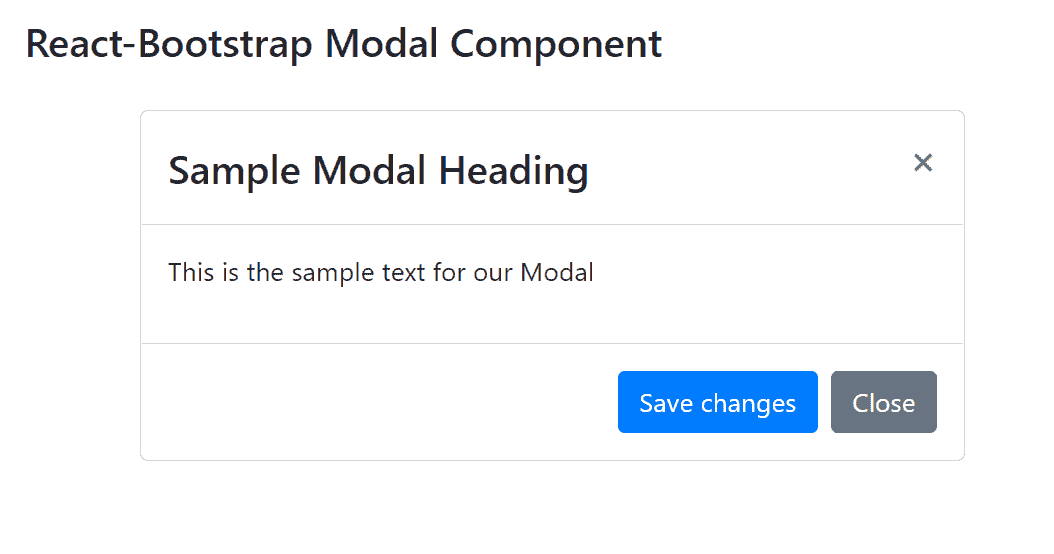 React-Bootstrap Modal Component
Sample Modal Heading
×
This is the sample text for our Modal
Save changes
Close